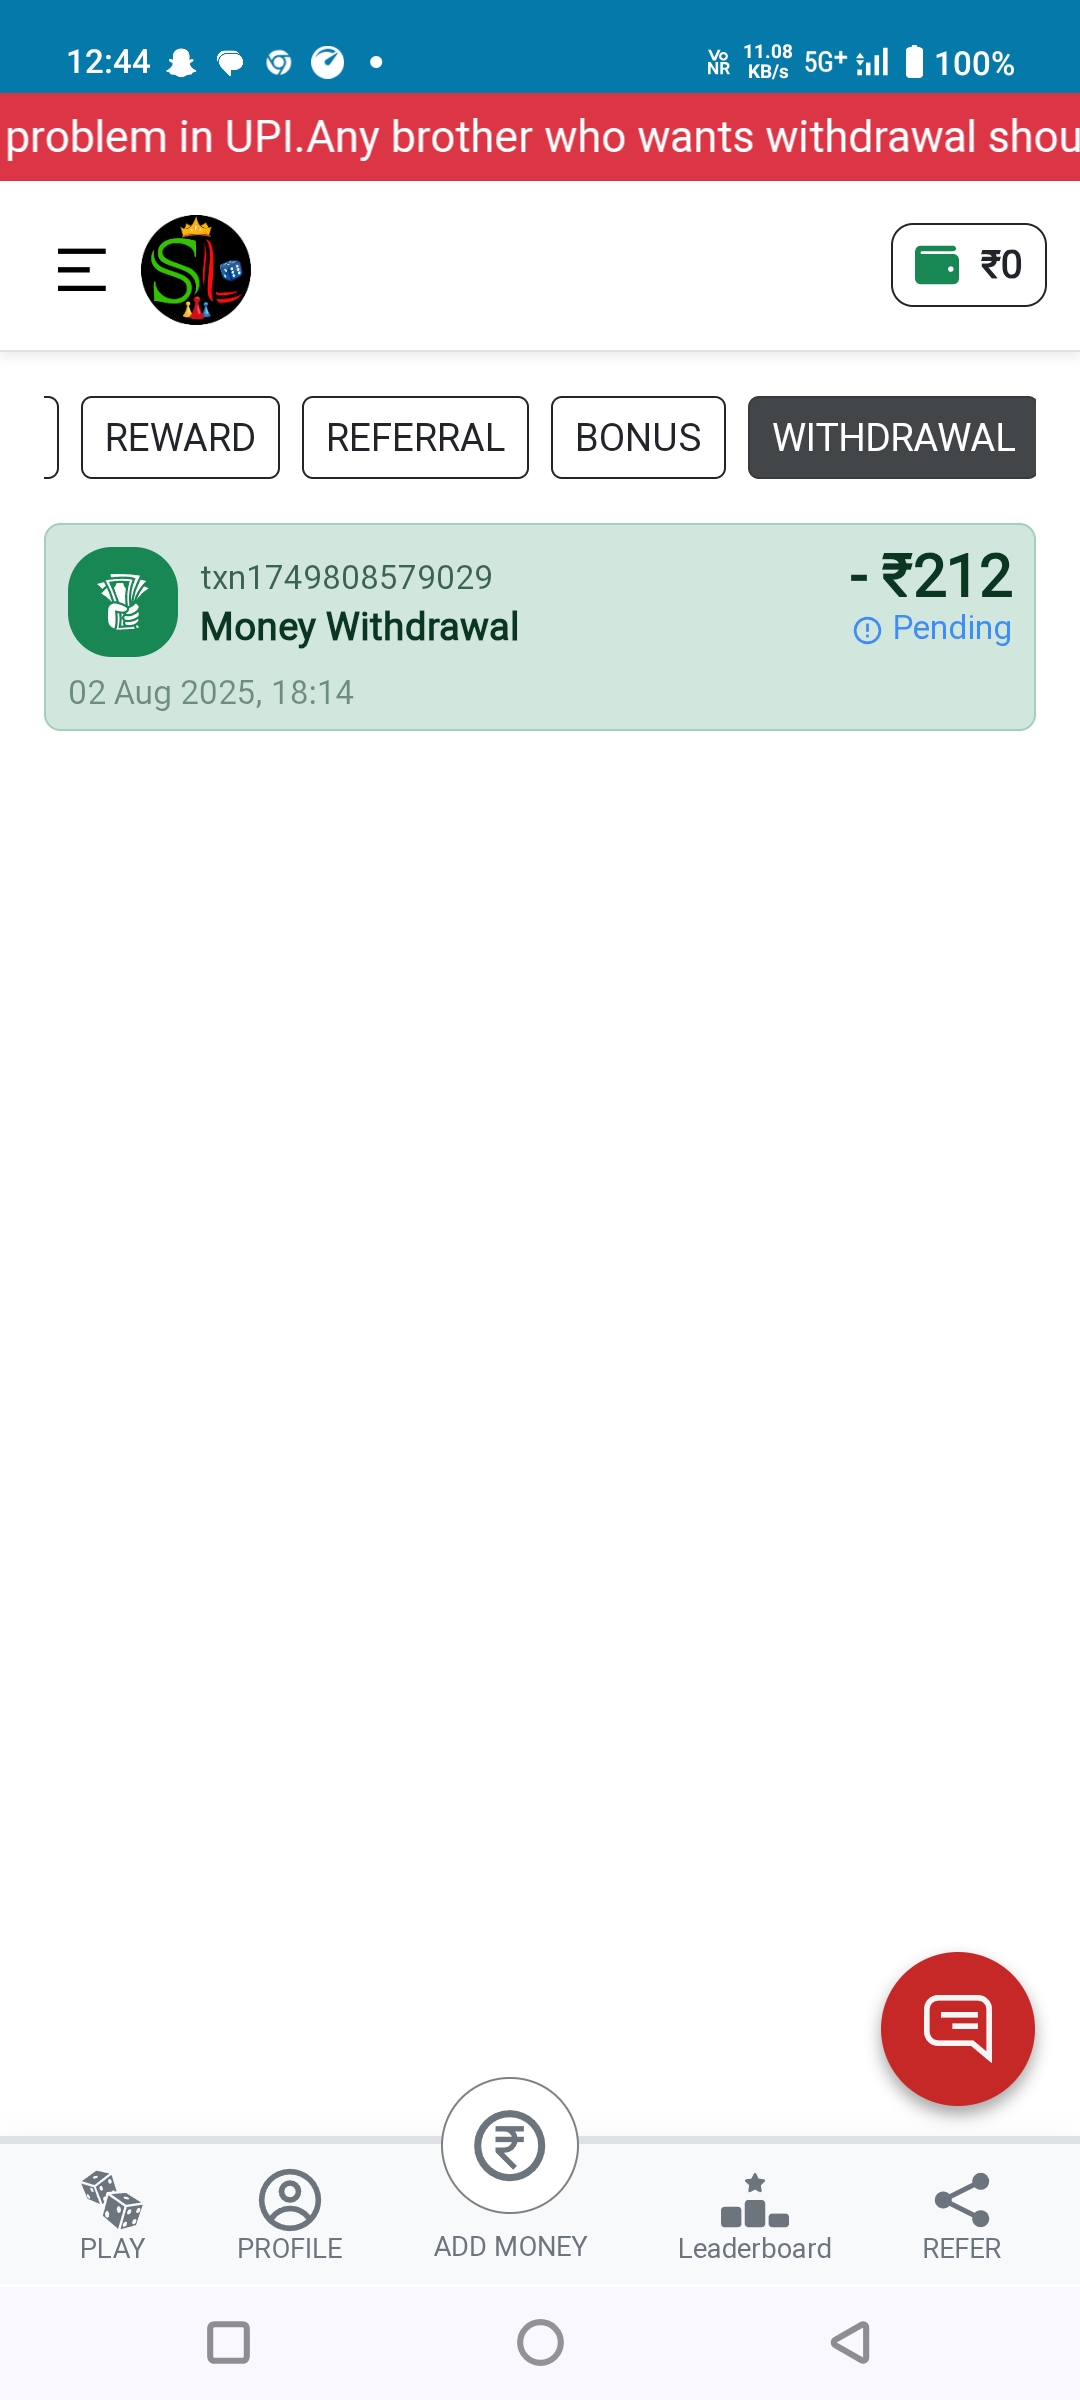 12:44 Vo NR 11.08 KB/s 5G+ 100%
problem in UPI.Any brother who wants withdrawal shou
SL ₹0
REWARD REFERRAL BONUS WITHDRAWAL
txn1749808579029 - ₹212
Money Withdrawal Pending
02 Aug 2025, 18:14
PLAY PROFILE ADD MONEY Leaderboard REFER